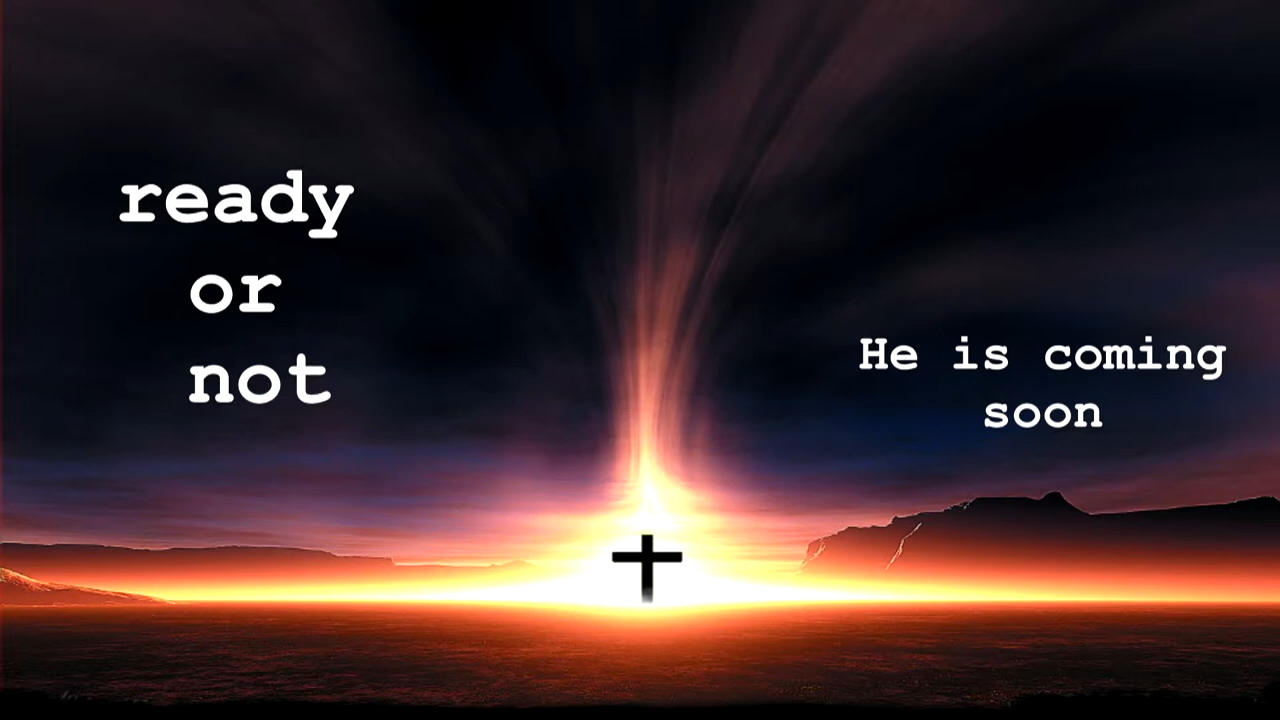 ready
or
not
He is coming
soon